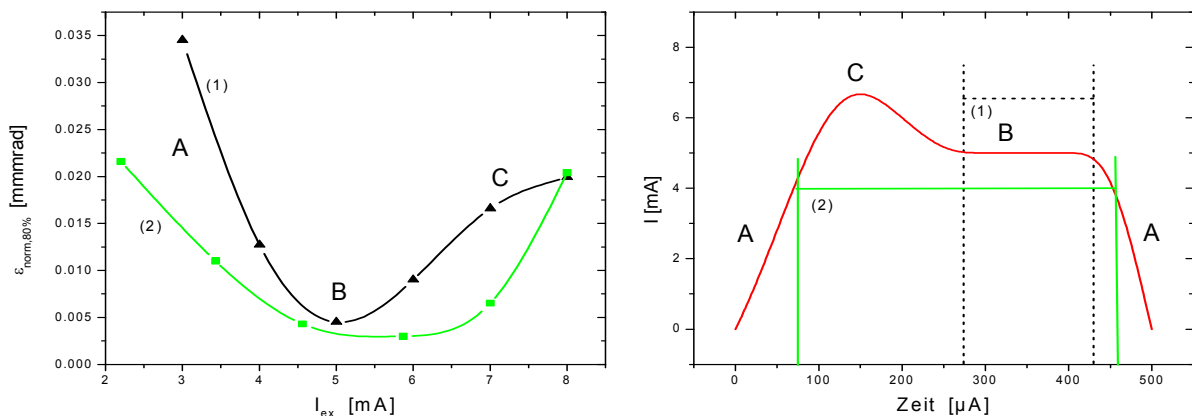 0.035
0.030
0.025
0.020
0.015
0.010
0.005
0.000
ε norm,80% [mmmrad]
(1)
A
(2)
B
C
2 3 4 5 6 7 8
I ex [mA]
8
6
4
2
0
I [mA]
C
(1)
B
(2)
A
A
0 100 200 300 400 500
Zeit [µA]